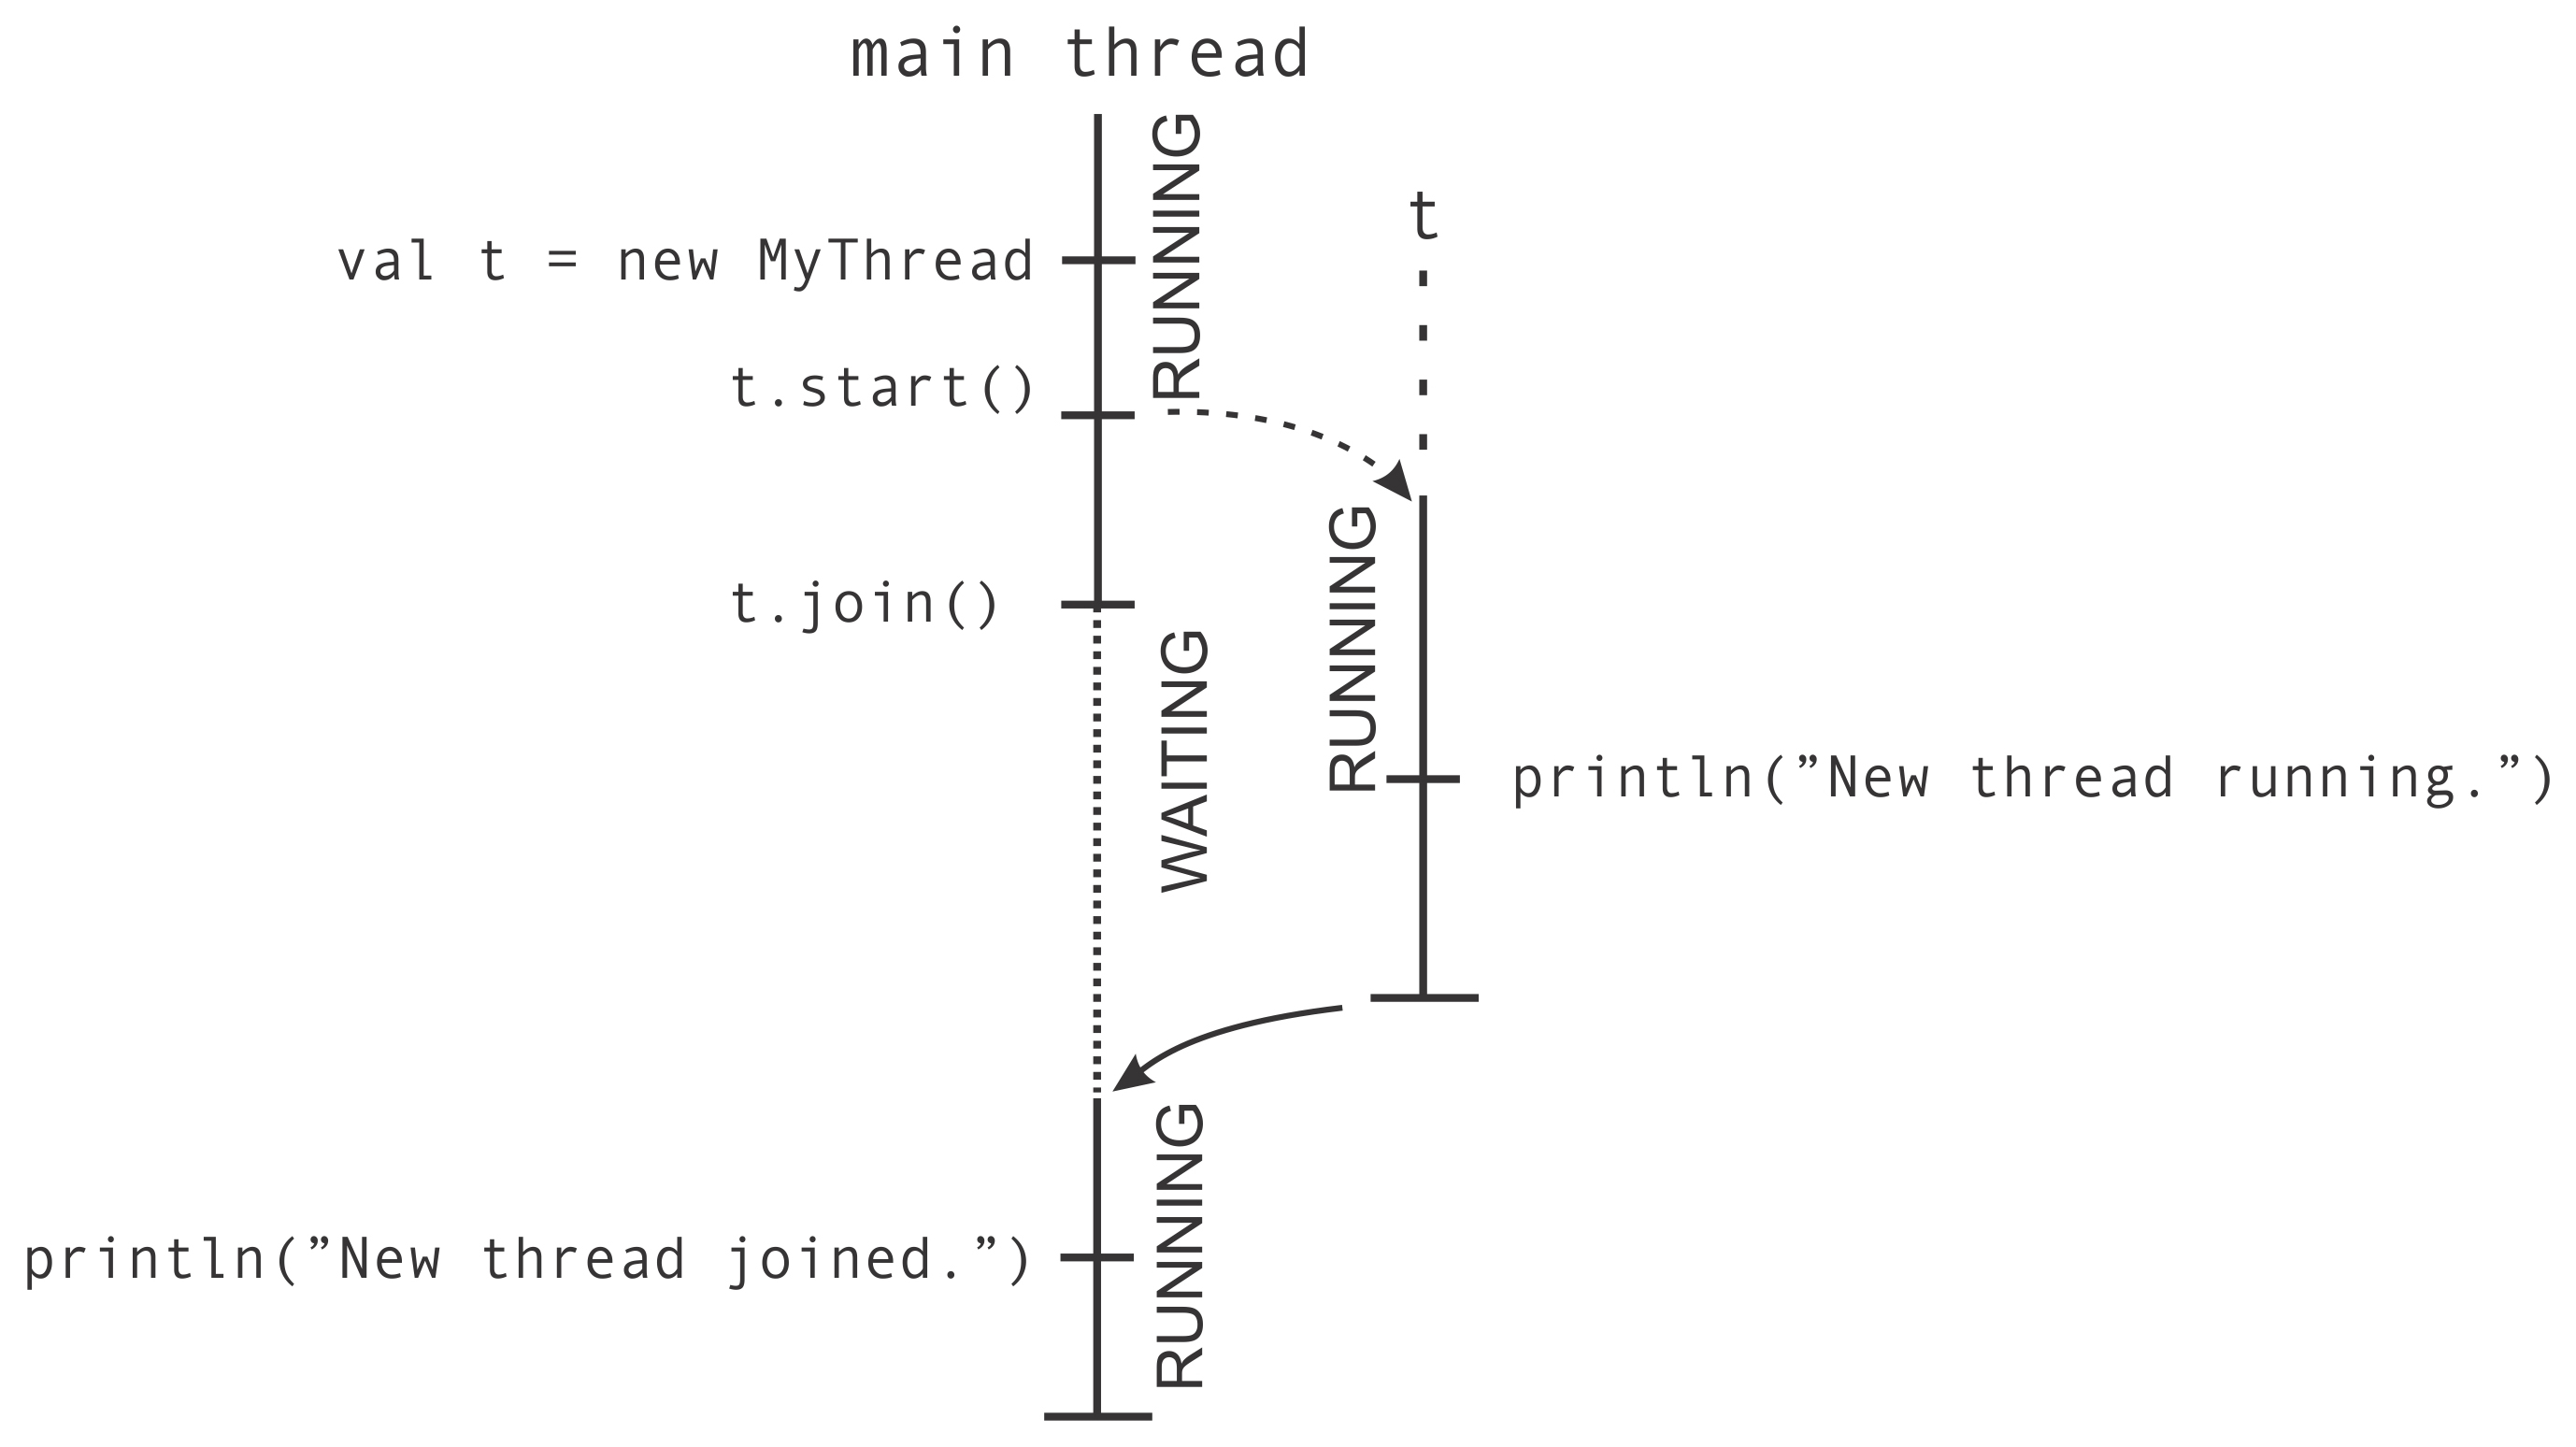 main thread
RUNNING
t
val t = new MyThread
t.start()
RUNNING
t.join()
WAITING
println(”New thread running.”)
RUNNING
println(”New thread joined.”)